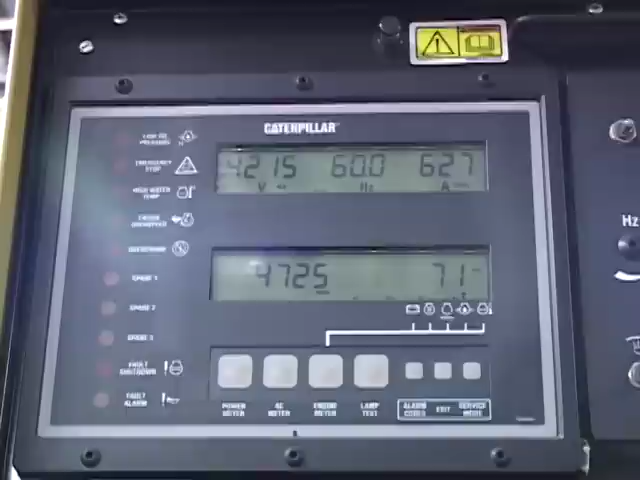 CATERPILLAR
LOW OIL
PRESSURE
EMERGENCY
STOP
HIGH WATER
TEMP
ENGINE
OVERSPEED
OVERCRANK
SPARE 1
SPARE 2
SPARE 3
FAULT
SHUTDOWN
FAULT
ALARM
4215 60.0 627
V Hz A
4725 71
POWER
METER
AC
METER
ENGINE
METER
LAMP
TEST
ALARM
CODES
EXIT
SERVICE
MODE
Hz